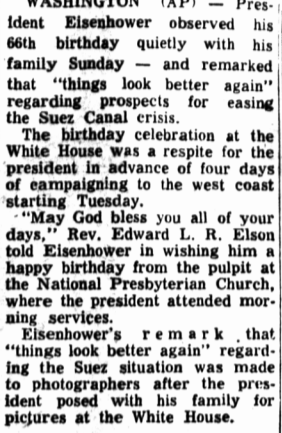 WASHINGTON (AP) — Pres-
ident Eisenhower observed his
66th birthday quietly with his
family Sunday — and remarked
that "things look better again"
regarding prospects for easing
the Suez Canal crisis.
The birthday celebration at the
White House was a respite for the
president in advance of four days
of eampaigning to the west coast
starting Tuesday.
"May God bless you all of your
days," Rev. Edward L. R. Elson
told Eisenhower in wishing him a
happy birthday from the pulpit at
the National Presbyterian Church,
where the president attended mor-
ning services.
Eisenhower's remark that
"things look better again" regard-
ing the Suez situation was made
to photographers after the pres-
ident posed with his family for
pictures at the White House.